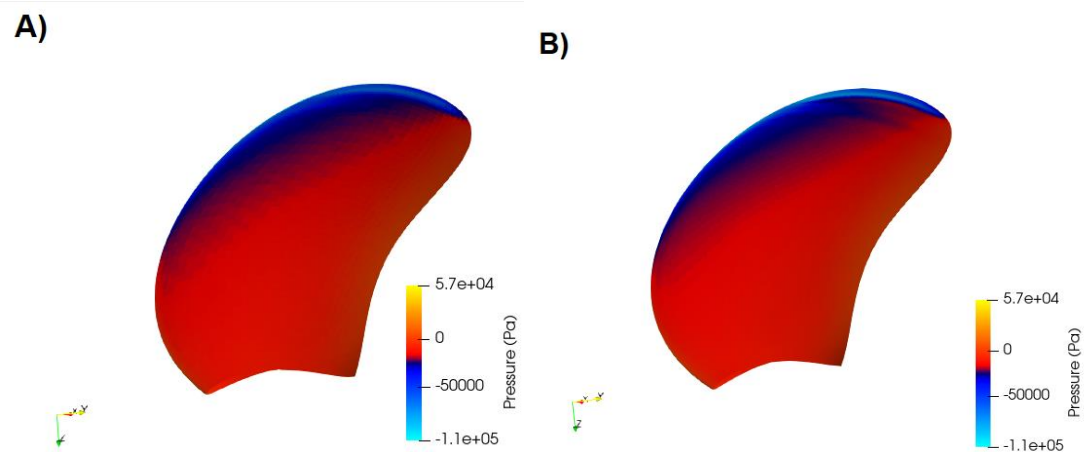 A)
B)
5.7e+04
0
-50000
-1.1e+05
Pressure (Pa)
X
Y
5.7e+04
0
-50000
-1.1e+05
Pressure (Pa)
Y
Z